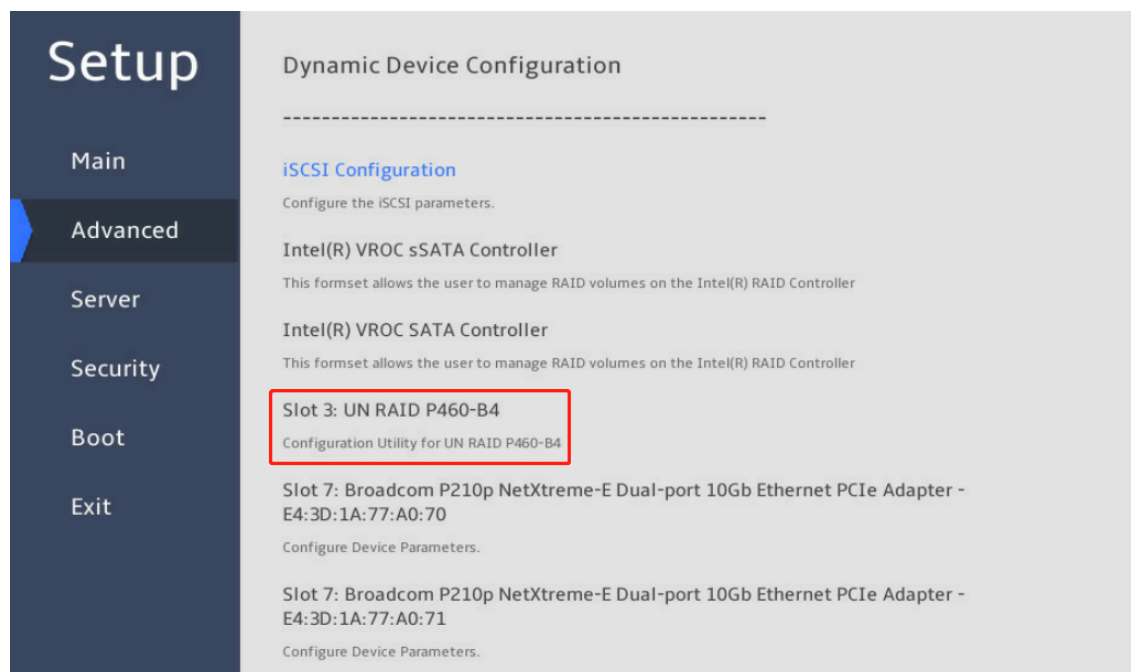 Setup
Main
Advanced
Server
Security
Boot
Exit
Dynamic Device Configuration
--------------------------------------------------
iSCSI Configuration
Configure the iSCSI parameters.
Intel(R) VROC sSATA Controller
This formset allows the user to manage RAID volumes on the Intel(R) RAID Controller
Intel(R) VROC SATA Controller
This formset allows the user to manage RAID volumes on the Intel(R) RAID Controller
Slot 3: UN RAID P460-B4
Configuration Utility for UN RAID P460-B4
Slot 7: Broadcom P210p NetXtreme-E Dual-port 10Gb Ethernet PCIe Adapter -
E4:3D:1A:77:A0:70
Configure Device Parameters.
Slot 7: Broadcom P210p NetXtreme-E Dual-port 10Gb Ethernet PCIe Adapter -
E4:3D:1A:77:A0:71
Configure Device Parameters.